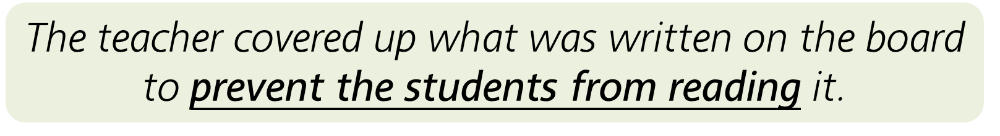 The teacher covered up what was written on the board
to prevent the students from reading it.